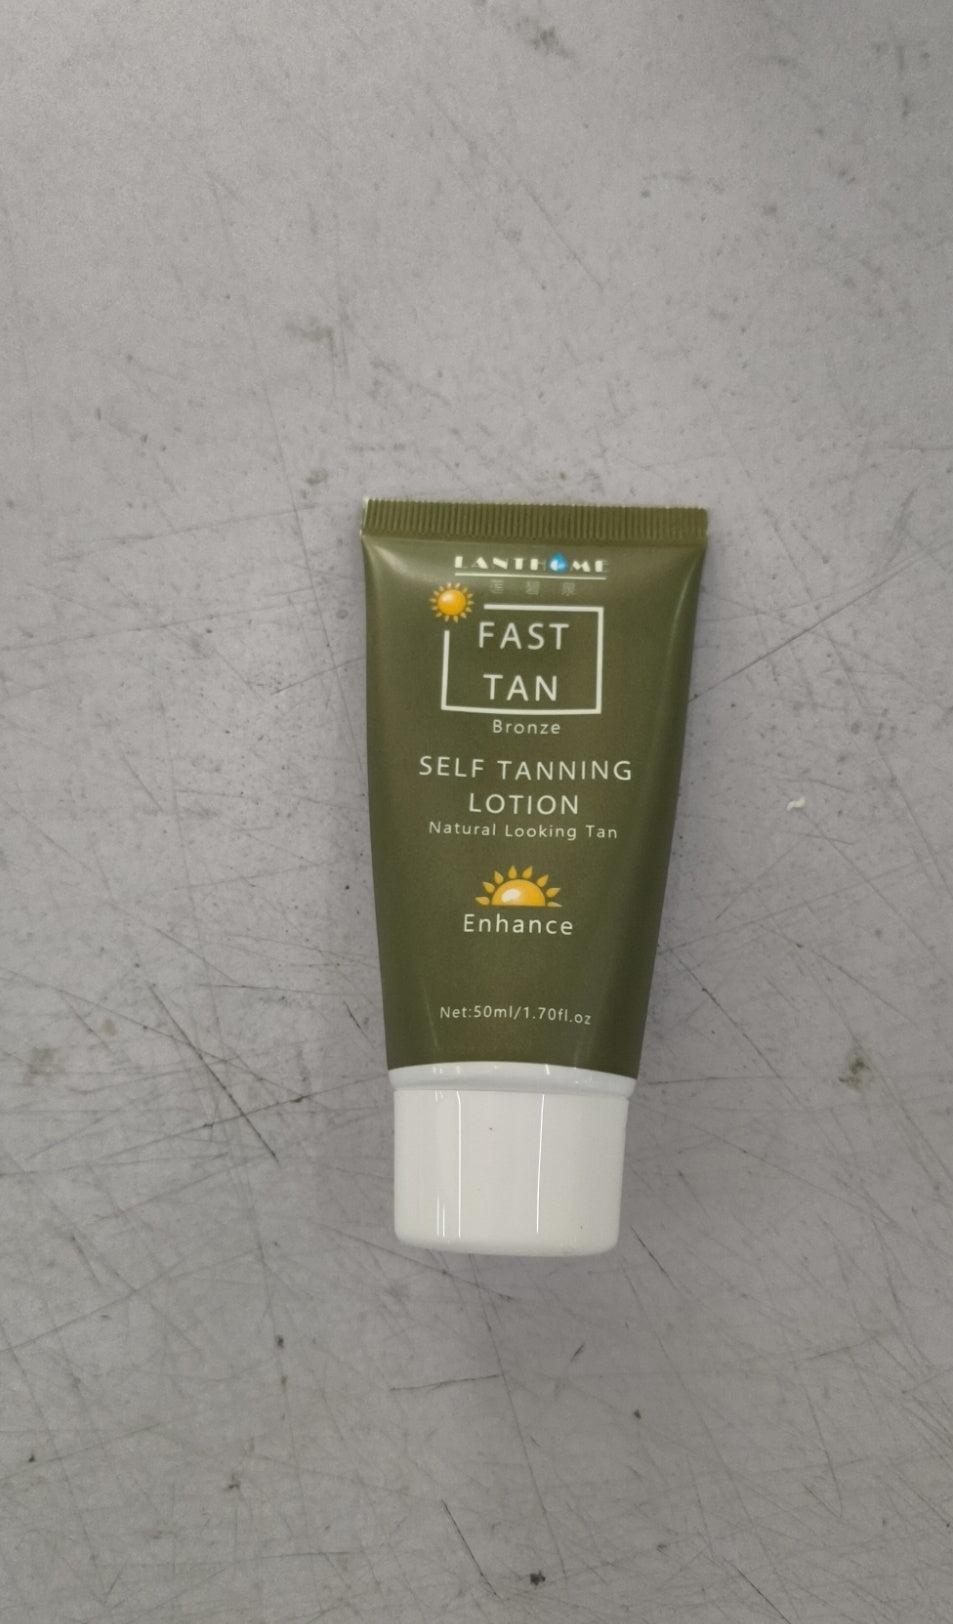 LANTHOME
FAST
TAN
Bronze
SELF TANNING
LOTION
Natural Looking Tan
Enhance
Net:50ml/1.70fl.oz